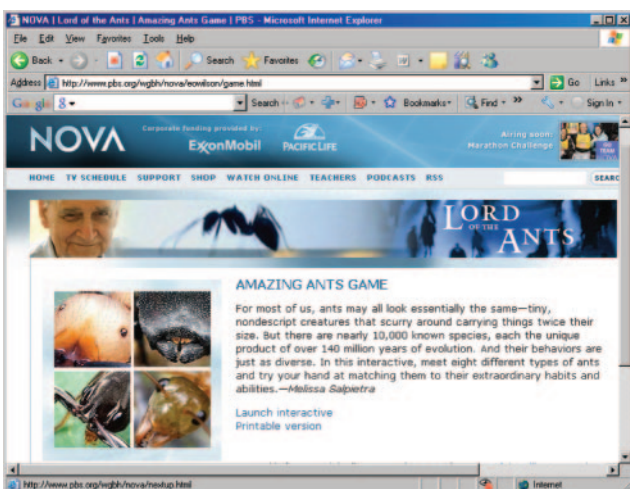 NOVA | Lord of the Ants | Amazing Ants Game | PBS - Microsoft Internet Explorer
File Edit View Favorites Tools Help
Back Search Favorites
Address http://www.pbs.org/wgbh/nova/eowilson/game.html Go Links »
Search Bookmarks Find » Sign In
NOVA Corporate funding provided by: ExxonMobil PACIFIC LIFE Airing soon: Marathon Challenge
HOME TV SCHEDULE SUPPORT SHOP WATCH ONLINE TEACHERS PODCASTS RSS SEARC
LORD OF THE ANTS
AMAZING ANTS GAME
For most of us, ants may all look essentially the same—tiny,
nondescript creatures that scurry around carrying things twice their
size. But there are nearly 10,000 known species, each the unique
product of over 140 million years of evolution. And their behaviors are
just as diverse. In this interactive, meet eight different types of ants
and try your hand at matching them to their extraordinary habits and
abilities.—Melissa Salpietra
Launch interactive
Printable version
http://www.pbs.org/wgbh/nova/nextup.html Internet